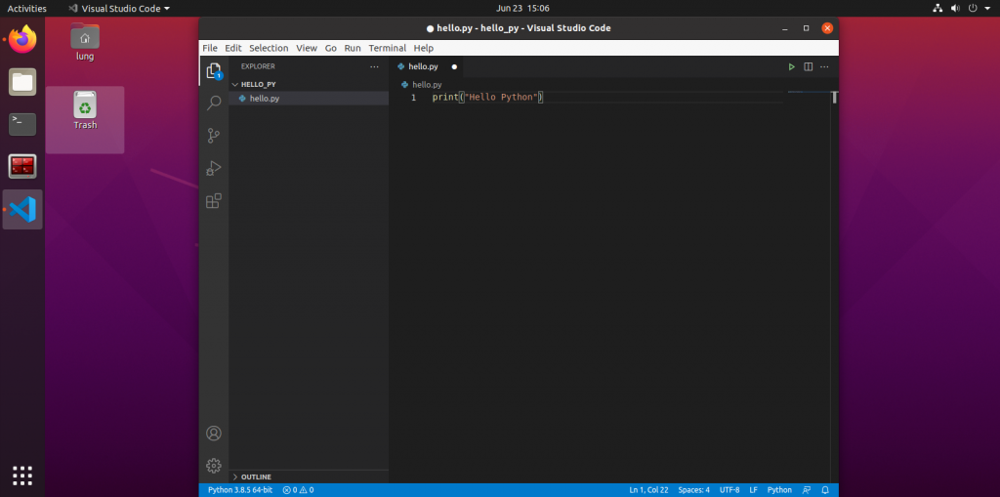 Activities Visual Studio Code Jun 23 15:06
lung
Trash
>_
hello.py - hello_py - Visual Studio Code
File Edit Selection View Go Run Terminal Help
EXPLORER ···
HELLO_PY
hello.py
OUTLINE
1
hello.py
hello.py
1 print("Hello Python")
Python 3.8.5 64-bit 0 0 Ln 1, Col 22 Spaces: 4 UTF-8 LF Python